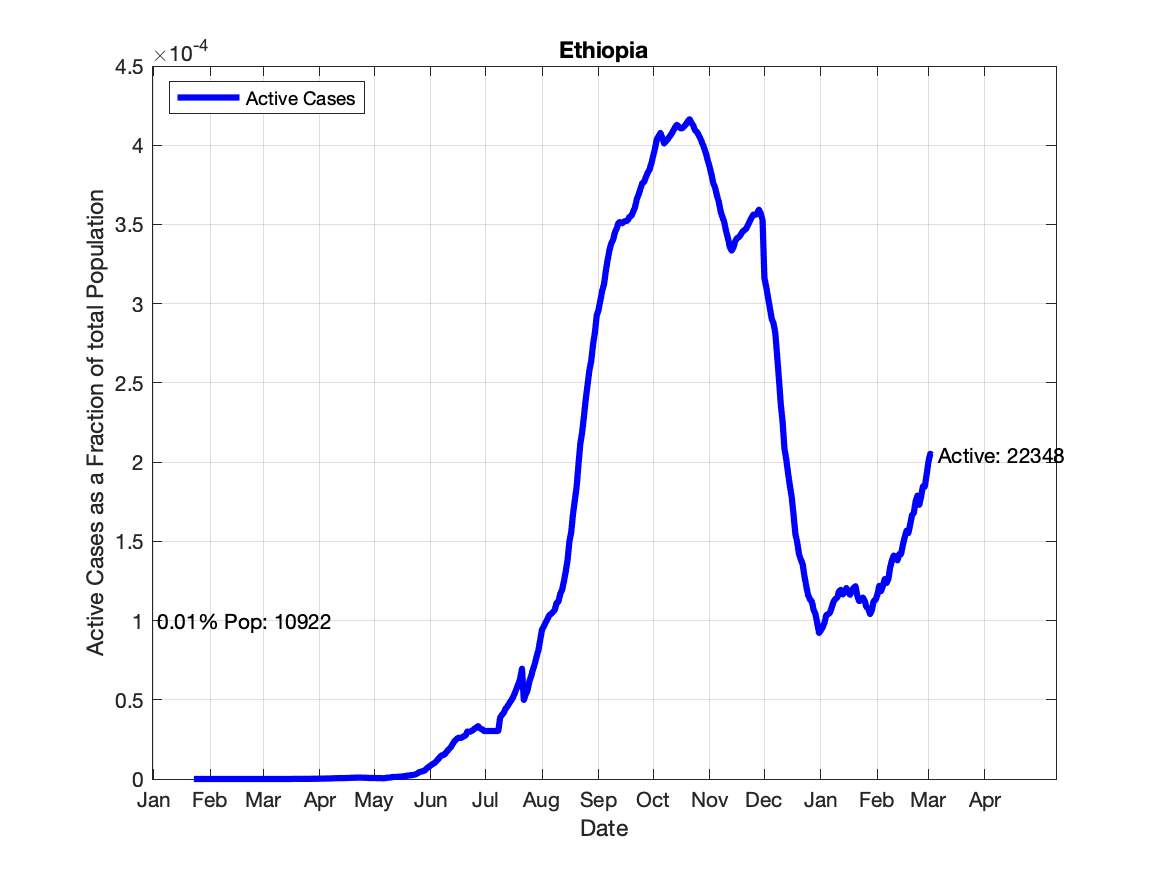 Ethiopia
×10-4
Active Cases
4.5
4
3.5
3
2.5
2
1.5
1
0.5
0
Active Cases as a Fraction of total Population
Active: 22348
0.01% Pop: 10922
Jan Feb Mar Apr May Jun Jul Aug Sep Oct Nov Dec Jan Feb Mar Apr
Date